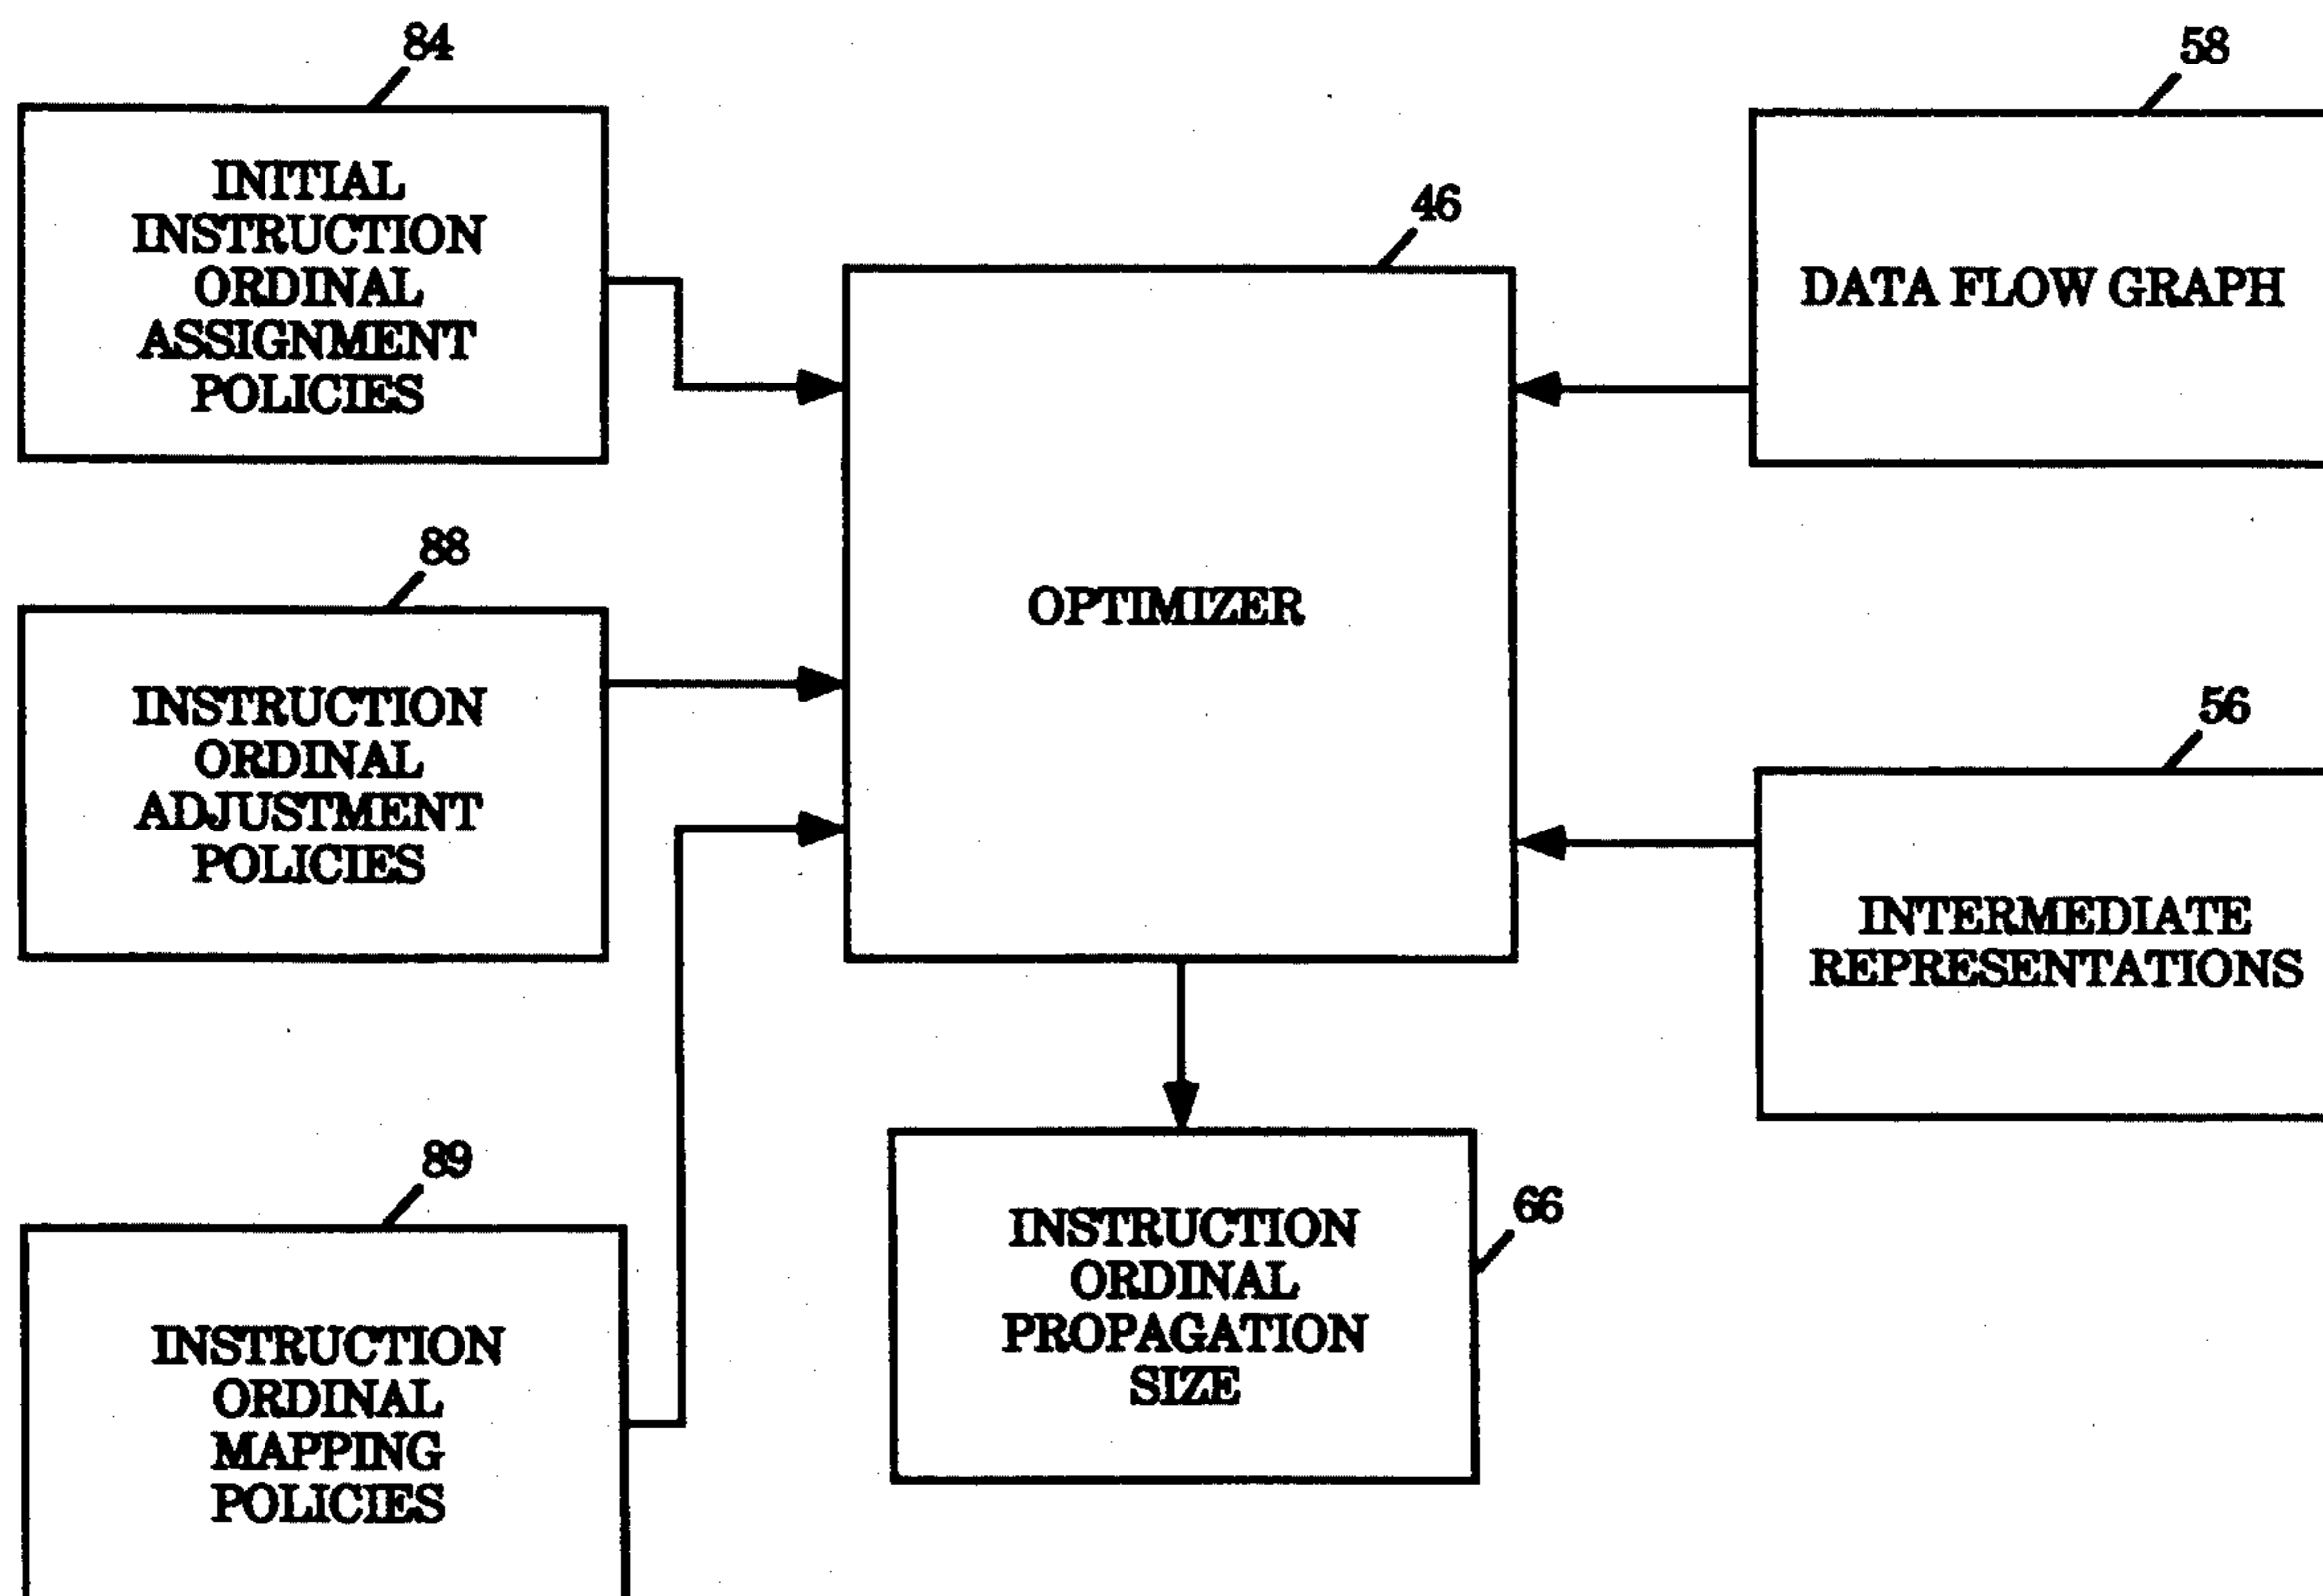 84
INITIAL
INSTRUCTION
ORDINAL
ASSIGNMENT
POLICIES
88
INSTRUCTION
ORDINAL
ADJUSTMENT
POLICIES
89
INSTRUCTION
ORDINAL
MAPPING
POLICIES
46
OPTIMIZER
66
INSTRUCTION
ORDINAL
PROPAGATION
SIZE
58
DATA FLOW GRAPH
56
INTERMEDIATE
REPRESENTATIONS